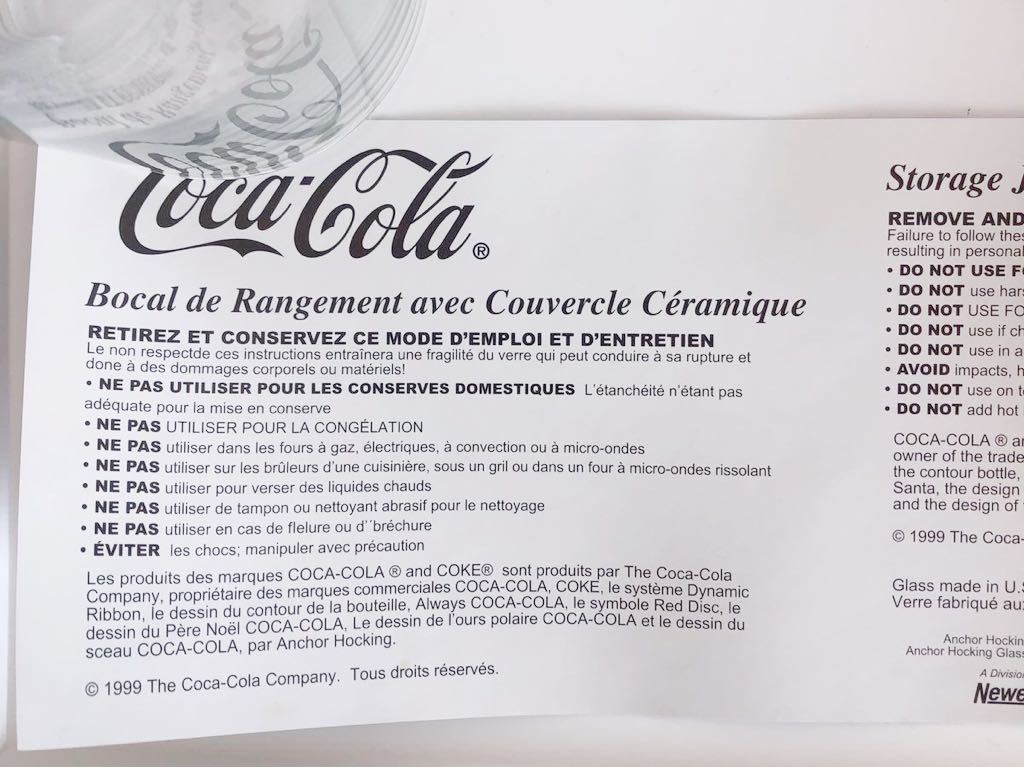 Coca-Cola®
Bocal de Rangement avec Couvercle Céramique
RETIREZ ET CONSERVEZ CE MODE D'EMPLOI ET D'ENTRETIEN
Le non respectde ces instructions entraînera une fragilité du verre qui peut conduire à sa rupture et
done à des dommages corporels ou matériels!
• NE PAS UTILISER POUR LES CONSERVES DOMESTIQUES L'étanchéité n'étant pas
adéquate pour la mise en conserve
• NE PAS UTILISER POUR LA CONGÉLATION
• NE PAS utiliser dans les fours à gaz, électriques, à convection ou à micro-ondes
• NE PAS utiliser sur les brûleurs d'une cuisinière, sous un gril ou dans un four à micro-ondes rissolant
• NE PAS utiliser pour verser des liquides chauds
• NE PAS utiliser de tampon ou nettoyant abrasif pour le nettoyage
• NE PAS utiliser en cas de flelure ou d'´bréchure
• ÉVITER les chocs; manipuler avec précaution
Les produits des marques COCA-COLA ® and COKE® sont produits par The Coca-Cola
Company, propriétaire des marques commerciales COCA-COLA, COKE, le système Dynamic
Ribbon, le dessin du contour de la bouteille, Always COCA-COLA, le symbole Red Disc, le
dessin du Père Noël COCA-COLA, Le dessin de l'ours polaire COCA-COLA et le dessin du
sceau COCA-COLA, par Anchor Hocking.
© 1999 The Coca-Cola Company. Tous droits réservés.
Storage
REMOVE AND
Failure to follow
resulting in personal
• DO NOT USE
• DO NOT use
• DO NOT USE
• DO NOT use if
• DO NOT use in a
• AVOID impacts,
• DO NOT use on
• DO NOT add hot
COCA-COLA ®
owner of the trade
the contour bottle,
Santa, the design
and the design of
© 1999 The Coca-
Glass made in U.S
Verre fabriqué
Anchor
Anchor Hocking
A